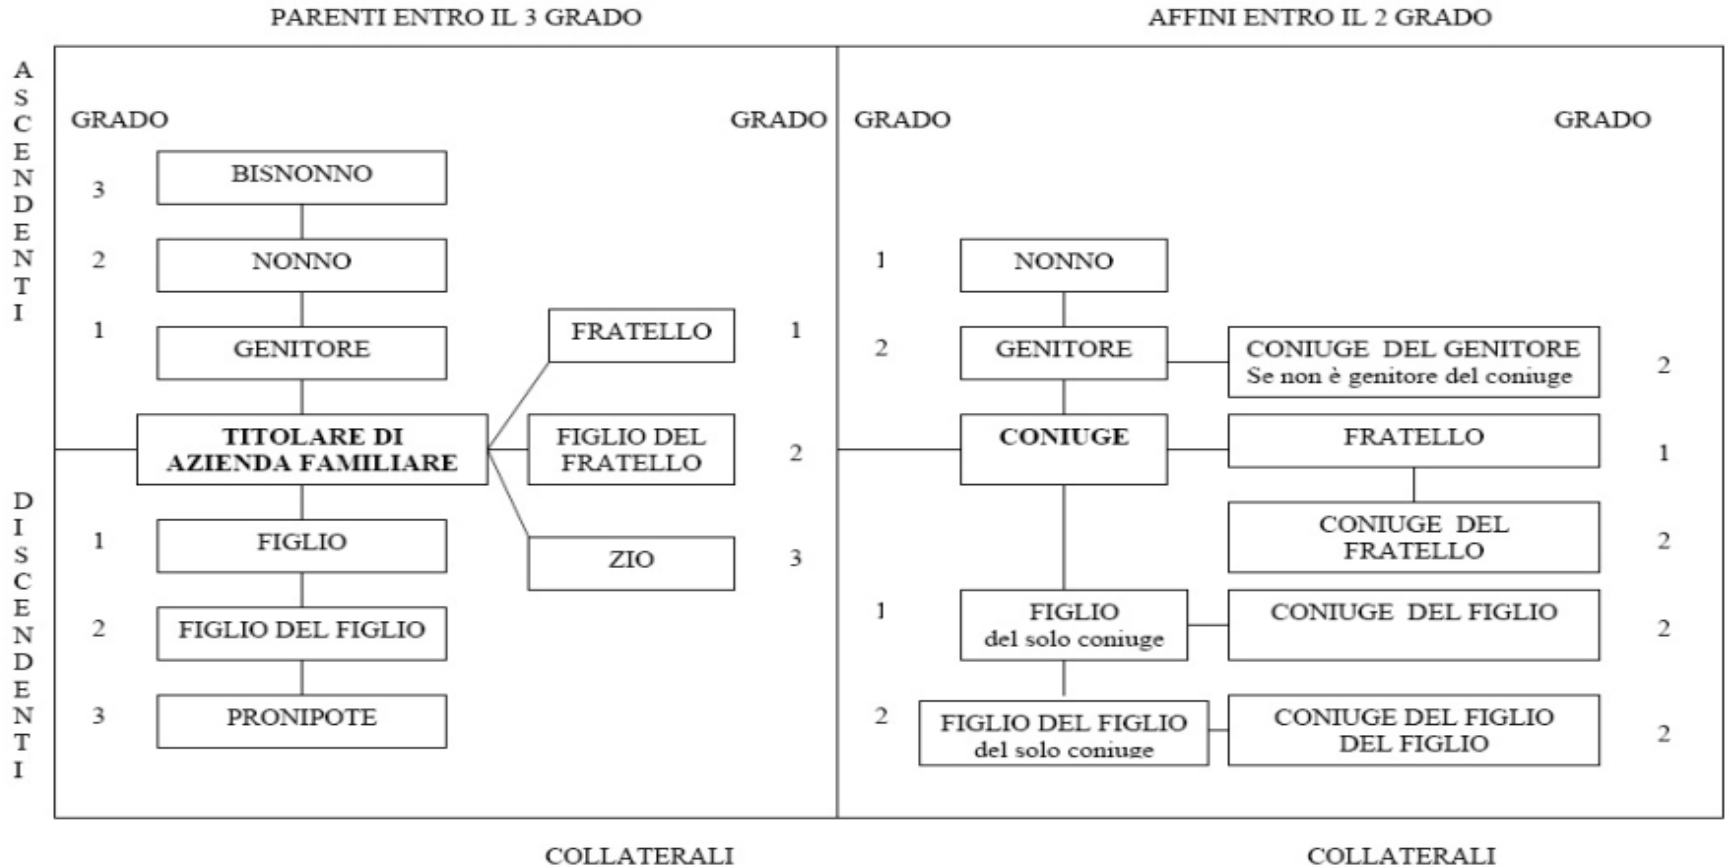 PARENTI ENTRO IL 3 GRADO
AFFINI ENTRO IL 2 GRADO
ASCENDENTI
DISCENDENTI
GRADO
GRADO
3
BISNONNO
2
NONNO
1
GENITORE
FRATELLO
1
TITOLARE DI
AZIENDA FAMILIARE
FIGLIO DEL
FRATELLO
2
1
FIGLIO
ZIO
3
2
FIGLIO DEL FIGLIO
3
PRONIPOTE
COLLATERALI
GRADO
GRADO
1
NONNO
2
GENITORE
CONIUGE DEL GENITORE
Se non è genitore del coniuge
2
CONIUGE
FRATELLO
1
CONIUGE DEL
FRATELLO
2
1
FIGLIO
del solo coniuge
CONIUGE DEL FIGLIO
2
2
FIGLIO DEL FIGLIO
del solo coniuge
CONIUGE DEL FIGLIO
DEL FIGLIO
2
COLLATERALI